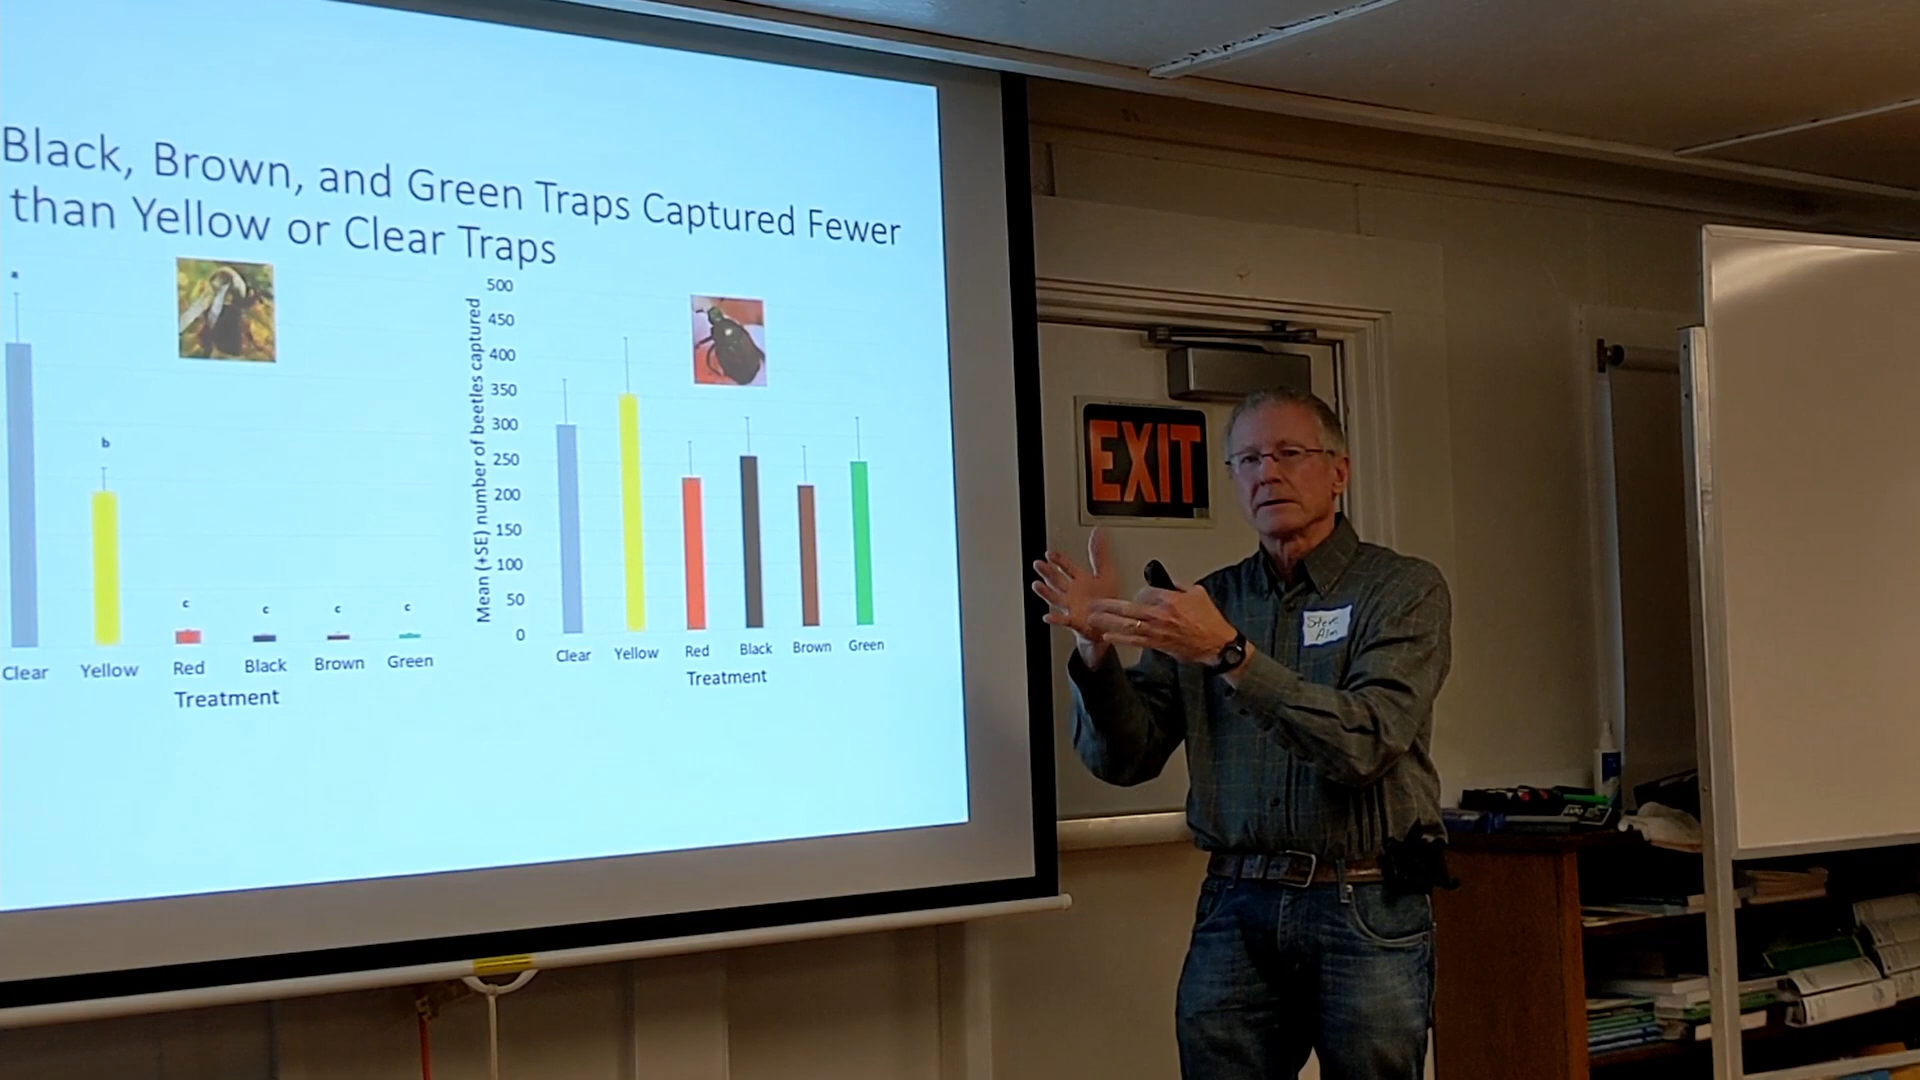 Black, Brown, and Green Traps Captured Fewer
than Yellow or Clear Traps
a
b
c
c
c
c
Clear
Yellow
Red
Black
Brown
Green
Treatment
Mean (+SE) number of beetles captured
500
450
400
350
300
250
200
150
100
50
0
Clear
Yellow
Red
Black
Brown
Green
Treatment
EXIT
Steve
Alm